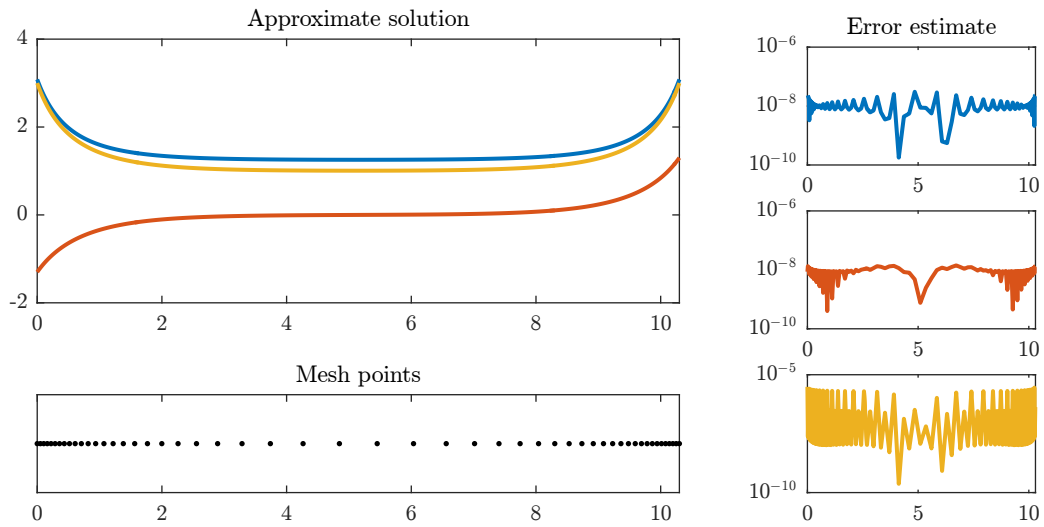 Approximate solution
4
2
0
-2
0 2 4 6 8 10
Mesh points
0 2 4 6 8 10
Error estimate
10^{-6}
10^{-8}
10^{-10}
0 5 10
10^{-6}
10^{-8}
10^{-10}
0 5 10
10^{-5}
10^{-10}
0 5 10